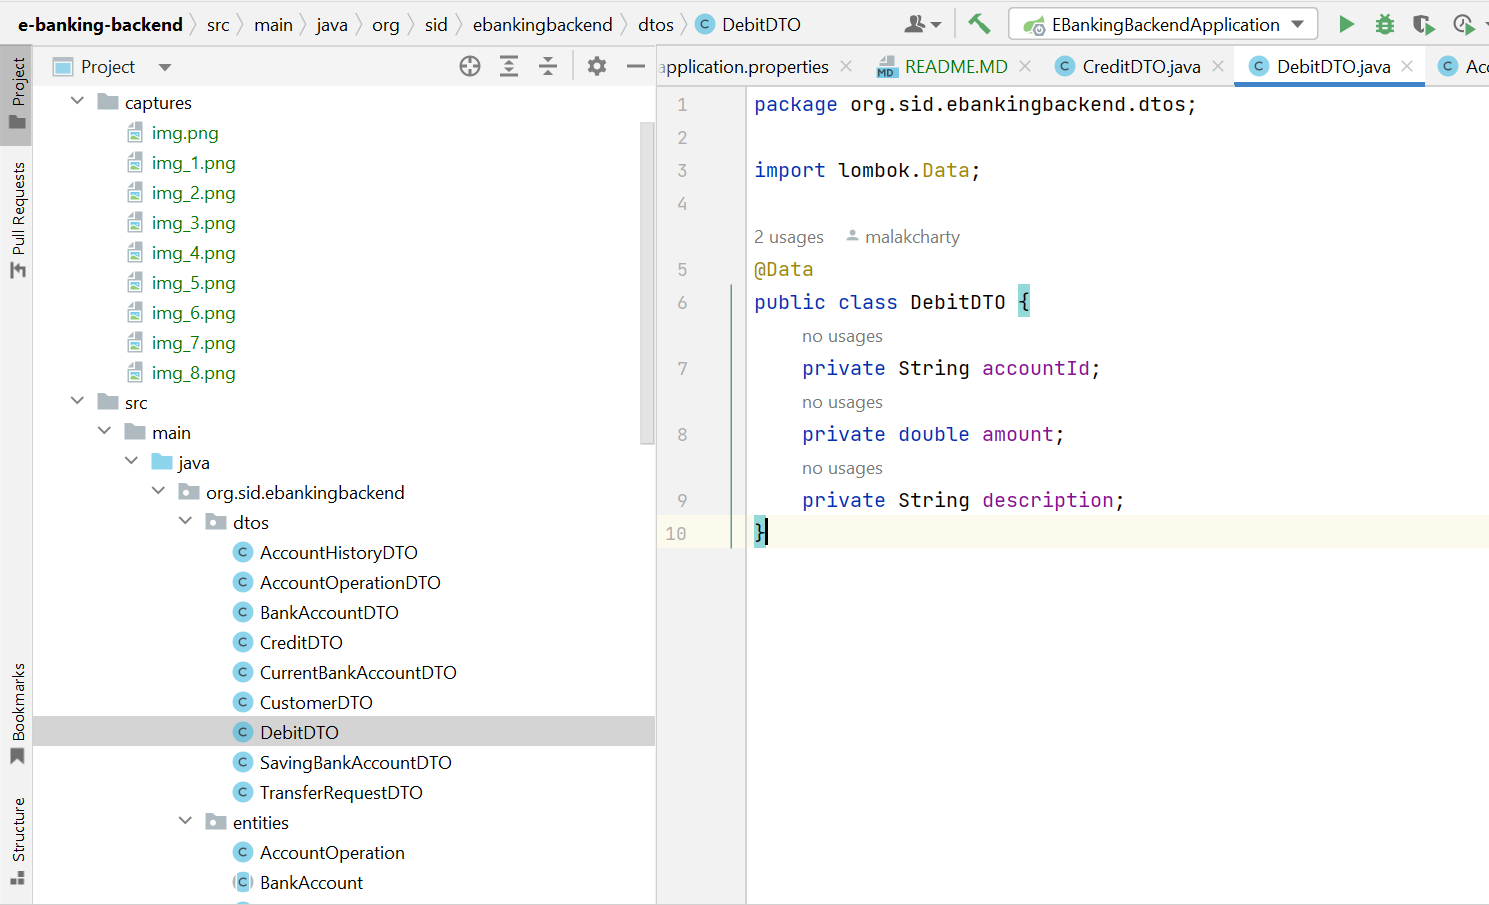 e-banking-backend src main java org sid ebankingbackend dtos C DebitDTO EBankingBackendApplication
Project
Pull Requests
Bookmarks
Structure
Project
captures
img.png
img_1.png
img_2.png
img_3.png
img_4.png
img_5.png
img_6.png
img_7.png
img_8.png
src
main
java
org.sid.ebankingbackend
dtos
C AccountHistoryDTO
C AccountOperationDTO
C BankAccountDTO
C CreditDTO
C CurrentBankAccountDTO
C CustomerDTO
C DebitDTO
C SavingBankAccountDTO
C TransferRequestDTO
entities
C AccountOperation
C BankAccount
application.properties MD README.MD C CreditDTO.java C DebitDTO.java C
1 package org.sid.ebankingbackend.dtos;
2
3 import lombok.Data;
4
2 usages malakcharty
5 @Data
6 public class DebitDTO {
no usages
7 private String accountId;
no usages
8 private double amount;
no usages
9 private String description;
10 }